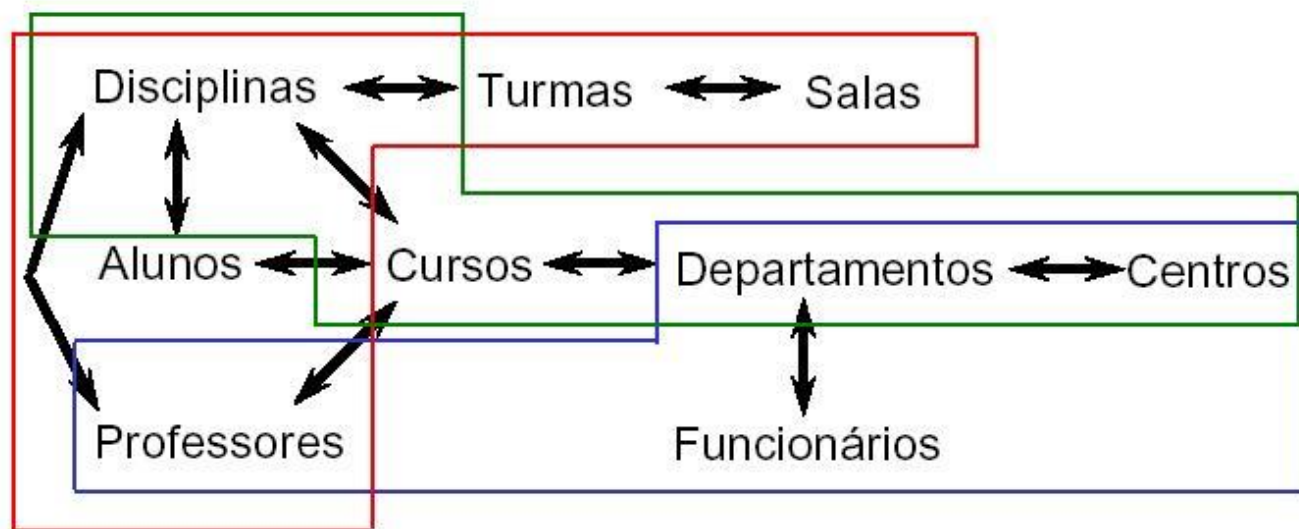 Disciplinas Turmas Salas
Alunos Cursos Departamentos Centros
Professores Funcionários